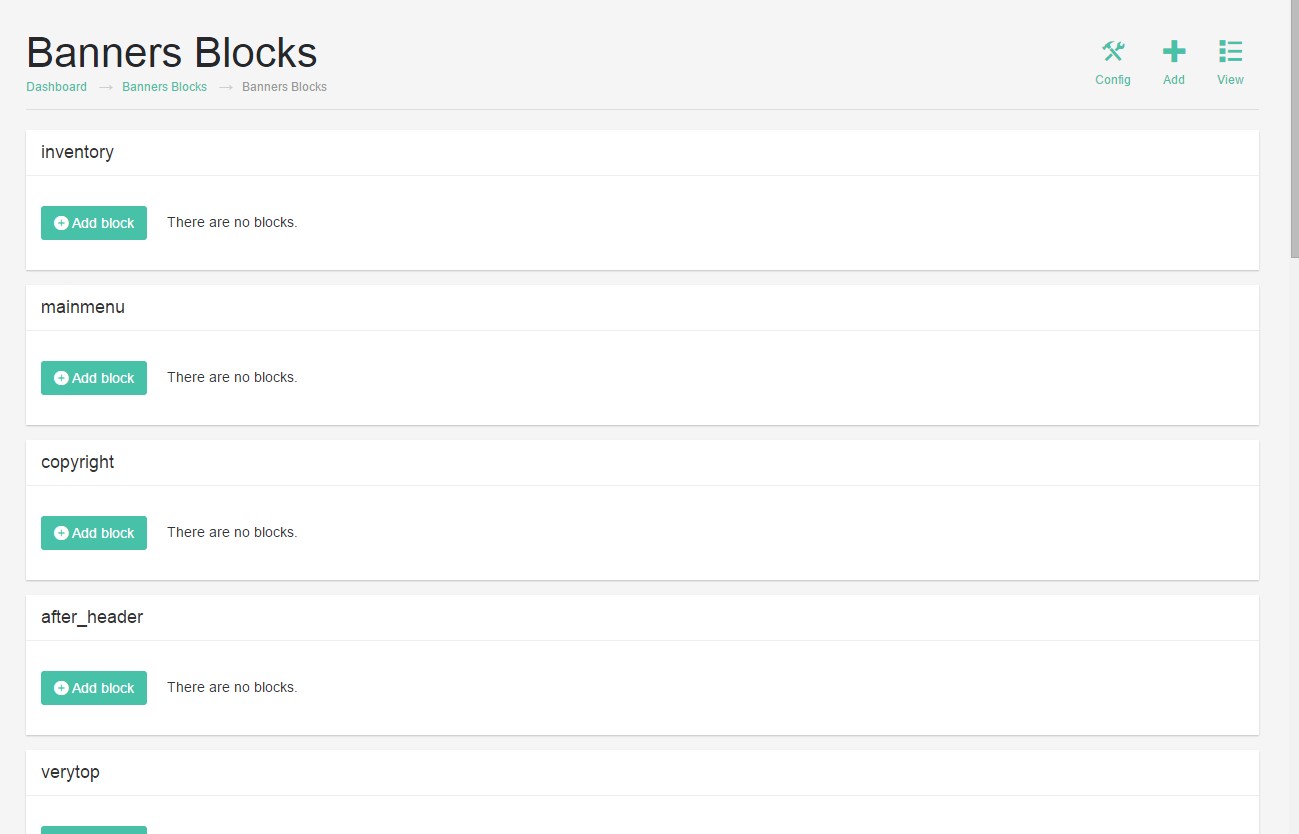 Banners Blocks
Dashboard → Banners Blocks → Banners Blocks
Config Add View
inventory
Add block There are no blocks.
mainmenu
Add block There are no blocks.
copyright
Add block There are no blocks.
after_header
Add block There are no blocks.
verytop